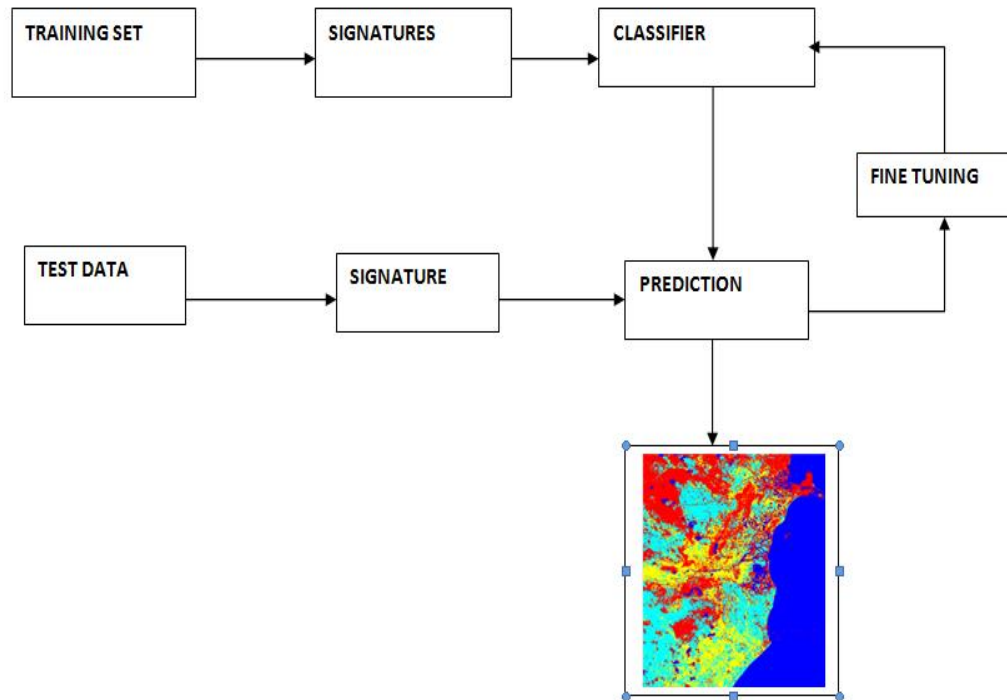 TRAINING SET
SIGNATURES
CLASSIFIER
FINE TUNING
TEST DATA
SIGNATURE
PREDICTION